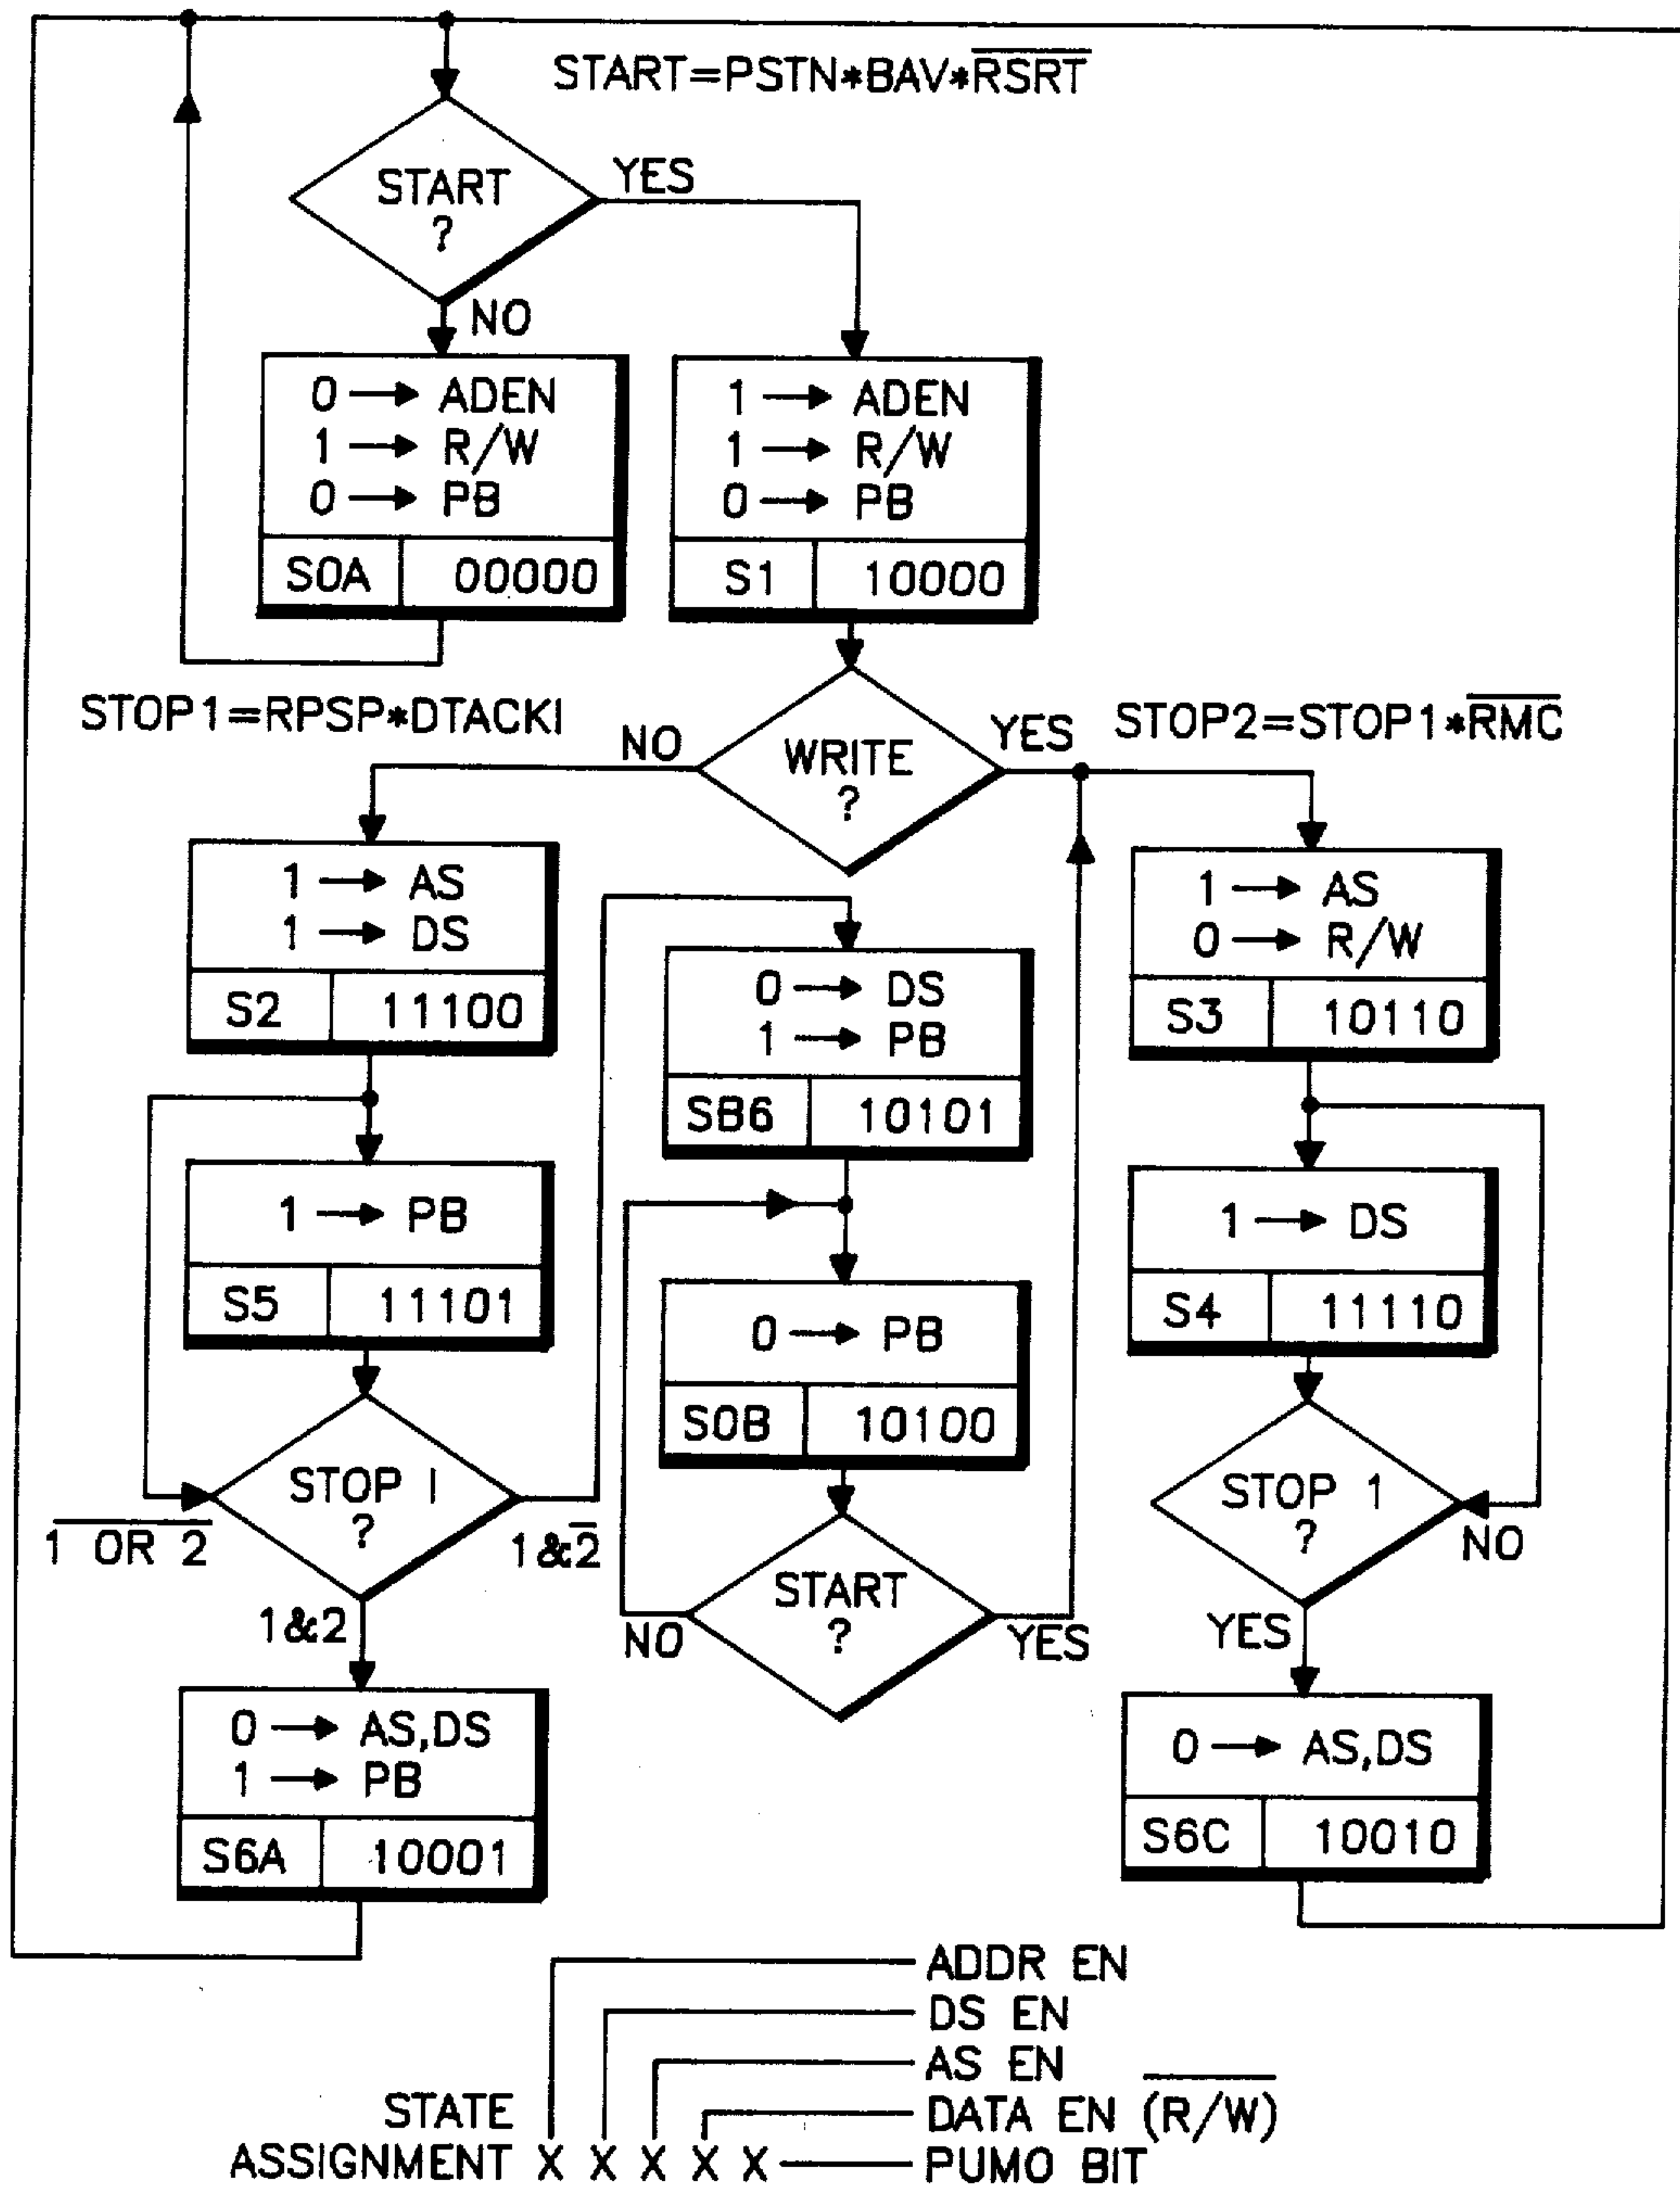 START=PSTN*BAV*R̅S̅R̅T̅
START
?
YES
NO
0 → ADEN
1 → R/W
0 → PB
S0A 00000
1 → ADEN
1 → R/W
0 → PB
S1 10000
STOP1=RPSP*DTACKI
NO
WRITE
?
YES
STOP2=STOP1*R̅M̅C̅
1 → AS
1 → DS
S2 11100
0 → DS
1 → PB
SB6 10101
1 → AS
0 → R/W
S3 10110
1 → PB
S5 11101
0 → PB
S0B 10100
1 → DS
S4 11110
STOP I
?
1̅ ̅O̅R̅ ̅2̅
1&2̅
1&2
START
?
NO
YES
STOP 1
?
NO
YES
0 → AS,DS
1 → PB
S6A 10001
0 → AS,DS
S6C 10010
ADDR EN
DS EN
AS EN
STATE
DATA EN (̅R̅/̅W̅)̅
ASSIGNMENT X X X X X PUMO BIT